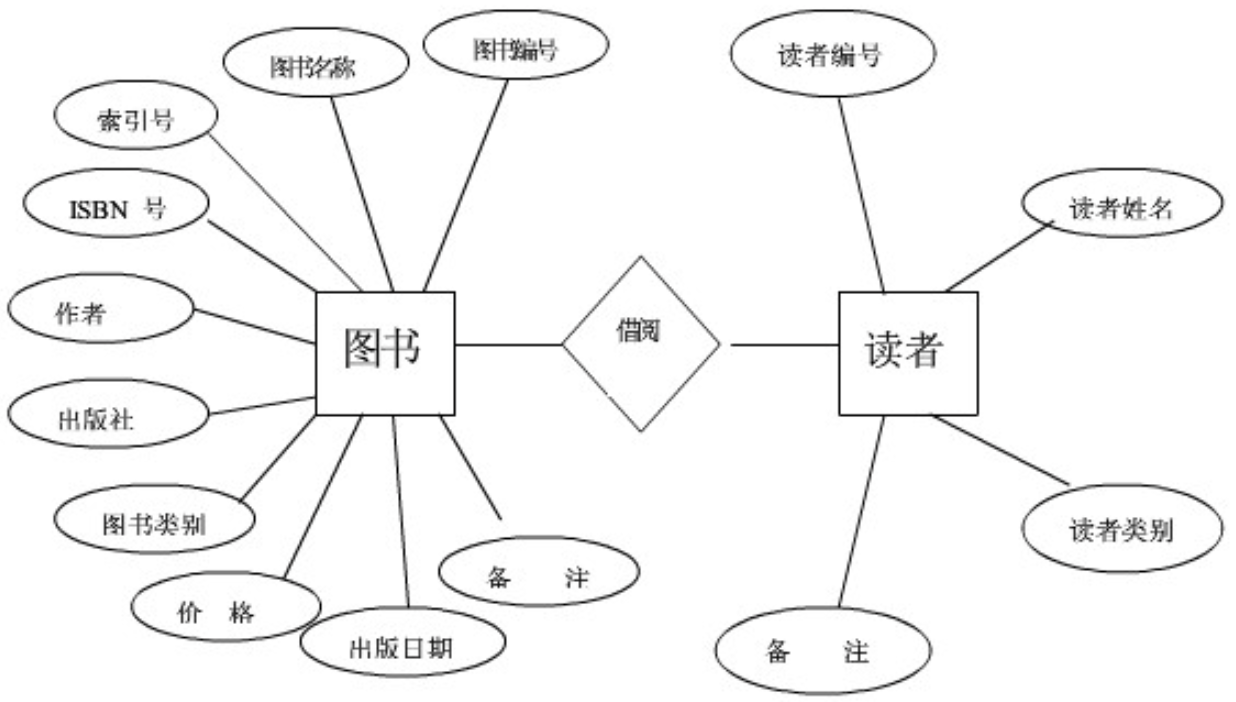 图书编号
读者编号
图书名称
索引号
ISBN 号
读者姓名
作者
图书
借阅
读者
出版社
图书类别
读者类别
备 注
价 格
出版日期
备 注